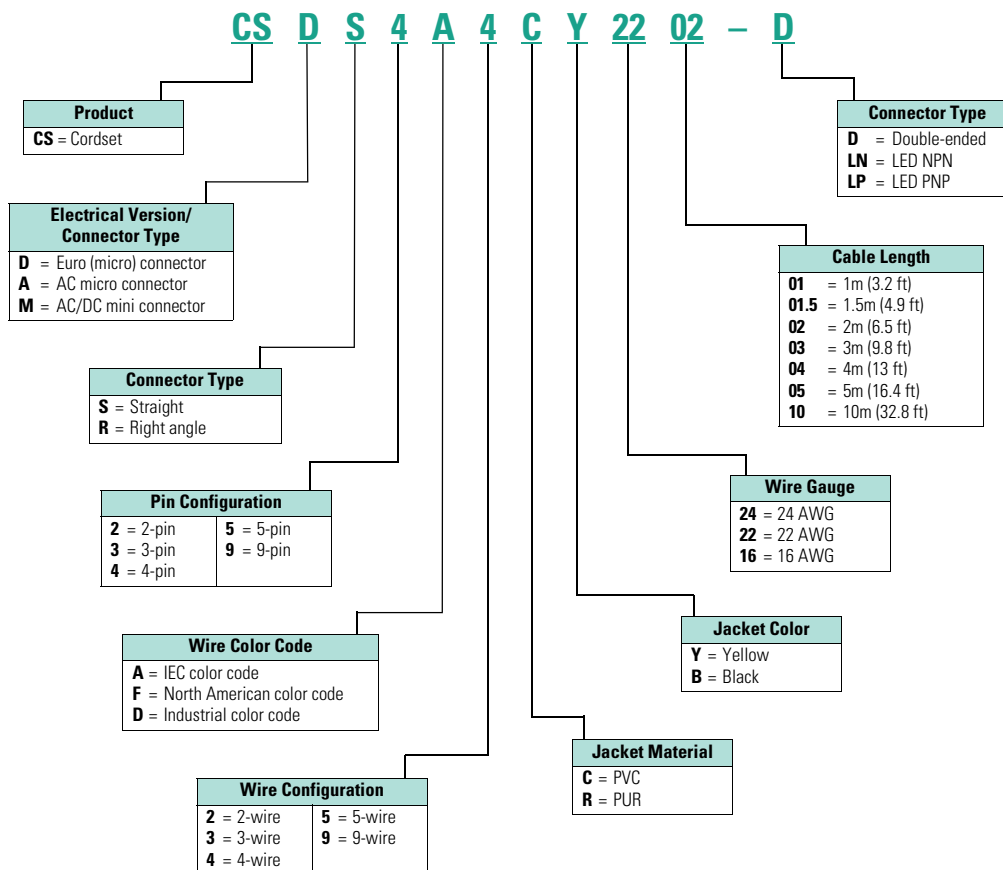 CS D S 4 A 4 C Y 22 02 – D
Product
CS = Cordset
Electrical Version/
Connector Type
D = Euro (micro) connector
A = AC micro connector
M = AC/DC mini connector
Connector Type
S = Straight
R = Right angle
Pin Configuration
2 = 2-pin
3 = 3-pin
4 = 4-pin
5 = 5-pin
9 = 9-pin
Wire Color Code
A = IEC color code
F = North American color code
D = Industrial color code
Wire Configuration
2 = 2-wire
3 = 3-wire
4 = 4-wire
5 = 5-wire
9 = 9-wire
Connector Type
D = Double-ended
LN = LED NPN
LP = LED PNP
Cable Length
01 = 1m (3.2 ft)
01.5 = 1.5m (4.9 ft)
02 = 2m (6.5 ft)
03 = 3m (9.8 ft)
04 = 4m (13 ft)
05 = 5m (16.4 ft)
10 = 10m (32.8 ft)
Wire Gauge
24 = 24 AWG
22 = 22 AWG
16 = 16 AWG
Jacket Color
Y = Yellow
B = Black
Jacket Material
C = PVC
R = PUR